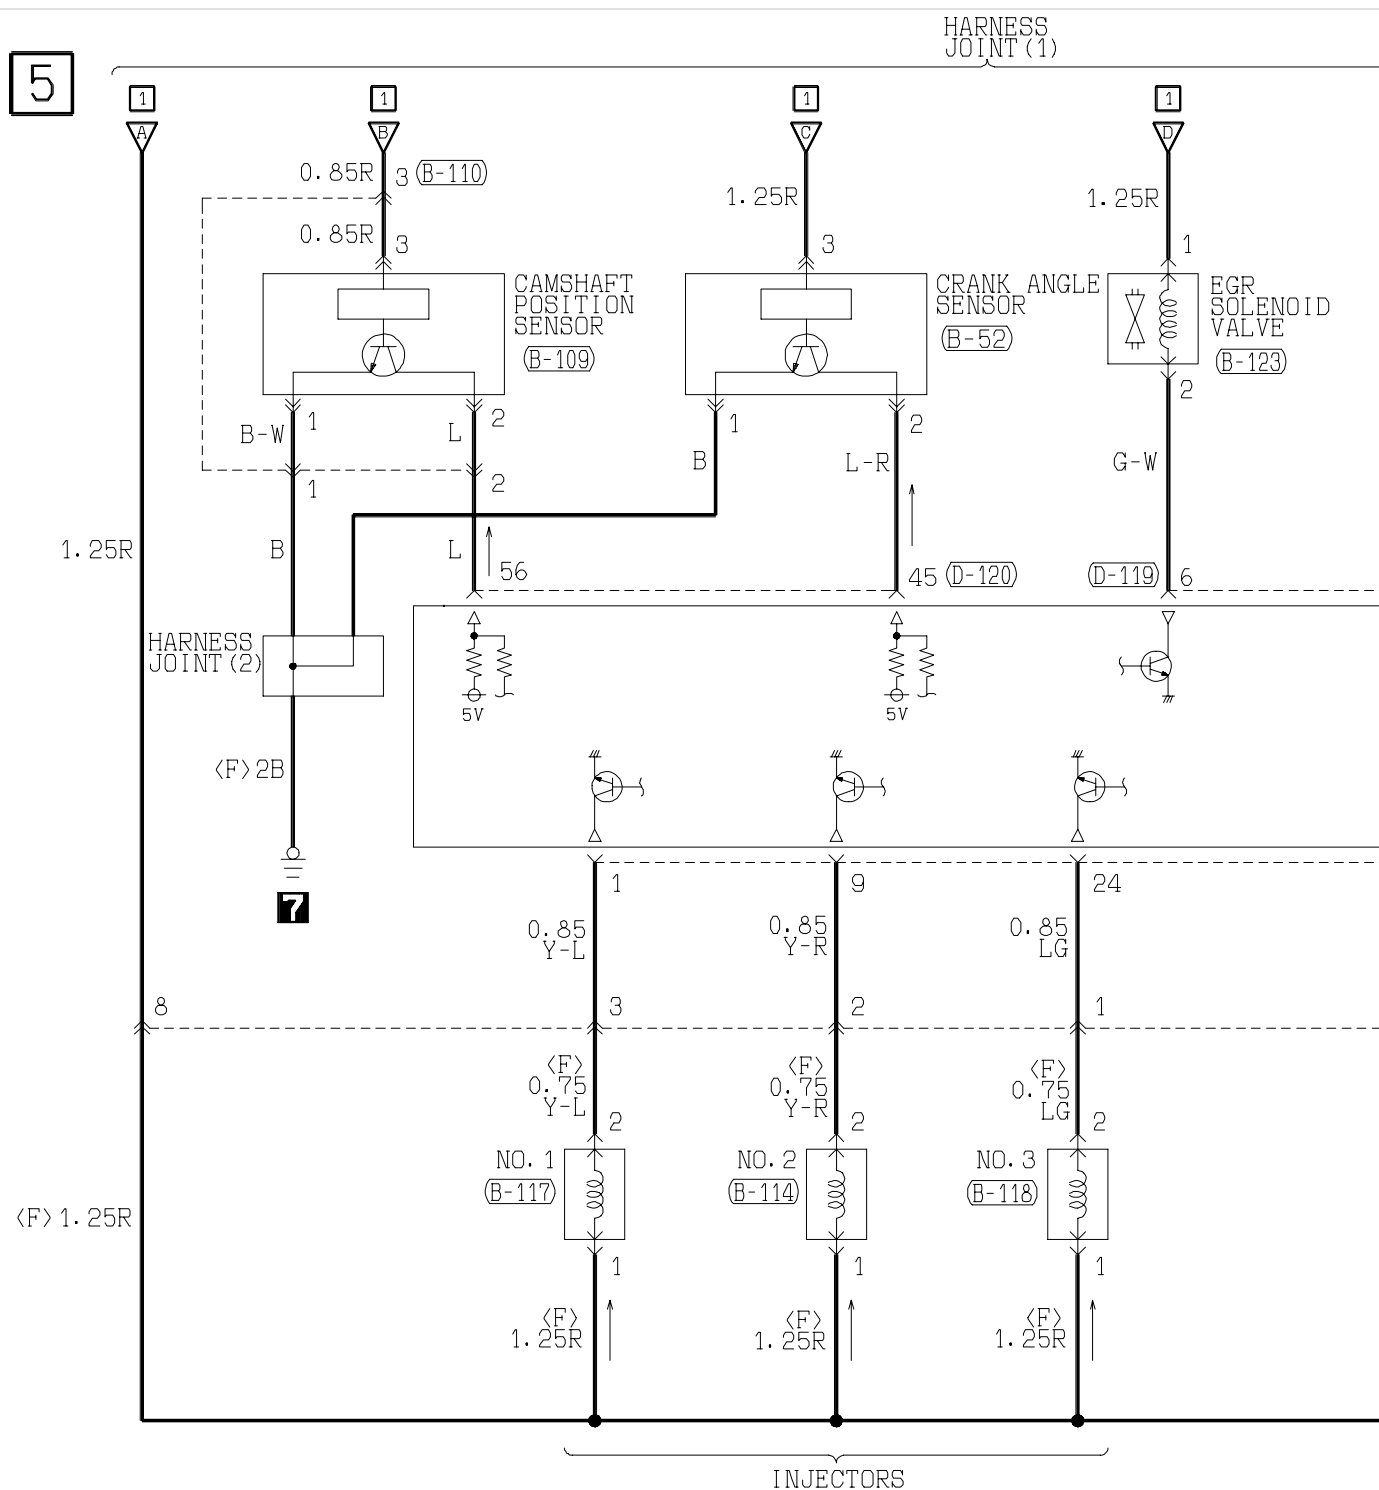 HARNESS
JOINT(1)
5
1
1
1
1
A
B
C
D
0.85R
3
(B-110)
1.25R
1.25R
0.85R
3
3
1
CAMSHAFT
POSITION
SENSOR
(B-109)
CRANK ANGLE
SENSOR
(B-52)
EGR
SOLENOID
VALVE
(B-123)
B-W
1
L
2
1
2
2
B
L-R
G-W
1
2
1.25R
B
L
56
45
(D-120)
(D-119)
6
HARNESS
JOINT(2)
5V
5V
<F>2B
7
1
9
24
0.85
Y-L
0.85
Y-R
0.85
LG
8
3
2
1
<F>
0.75
Y-L
<F>
0.75
Y-R
<F>
0.75
LG
2
2
2
NO.1
(B-117)
NO.2
(B-114)
NO.3
(B-118)
<F>1.25R
1
1
1
<F>
1.25R
<F>
1.25R
<F>
1.25R
INJECTORS